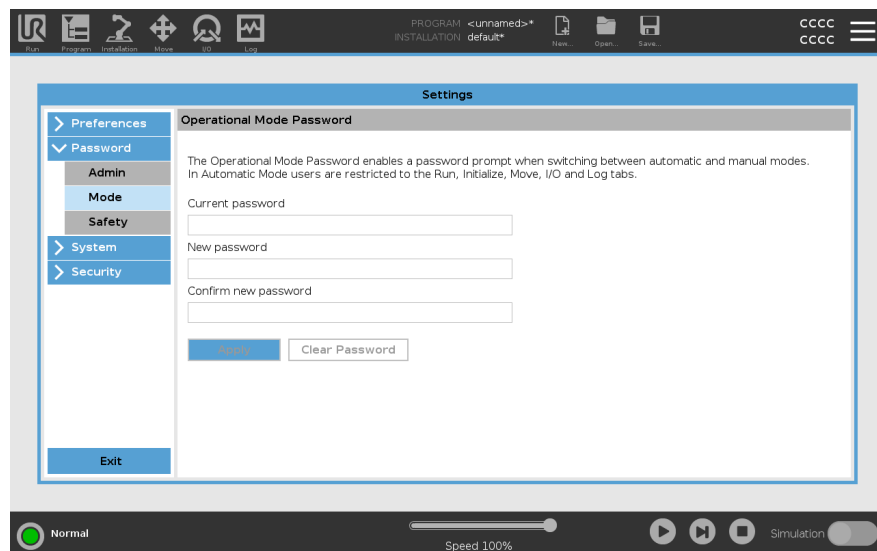 PROGRAM <unnamed>*
INSTALLATION default*
CCCC
CCCC
Run Program Installation Move I/O Log New... Open... Save...
Settings
Preferences
Password
Admin
Mode
Safety
System
Security
Exit
Operational Mode Password
The Operational Mode Password enables a password prompt when switching between automatic and manual modes.
In Automatic Mode users are restricted to the Run, Initialize, Move, I/O and Log tabs.
Current password
New password
Confirm new password
Apply Clear Password
Normal
Speed 100%
Simulation